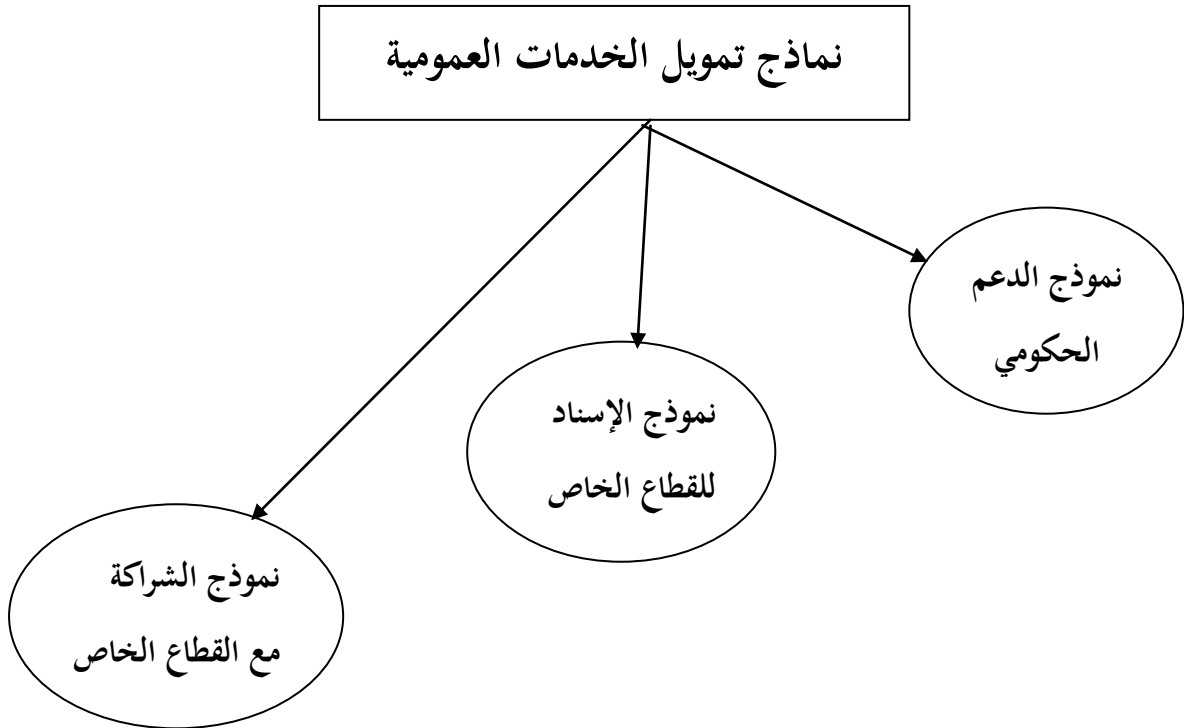 نماذج تمويل الخدمات العمومية
نموذج الدعم
الحكومي
نموذج الإسناد
للقطاع الخاص
نموذج الشراكة
مع القطاع الخاص